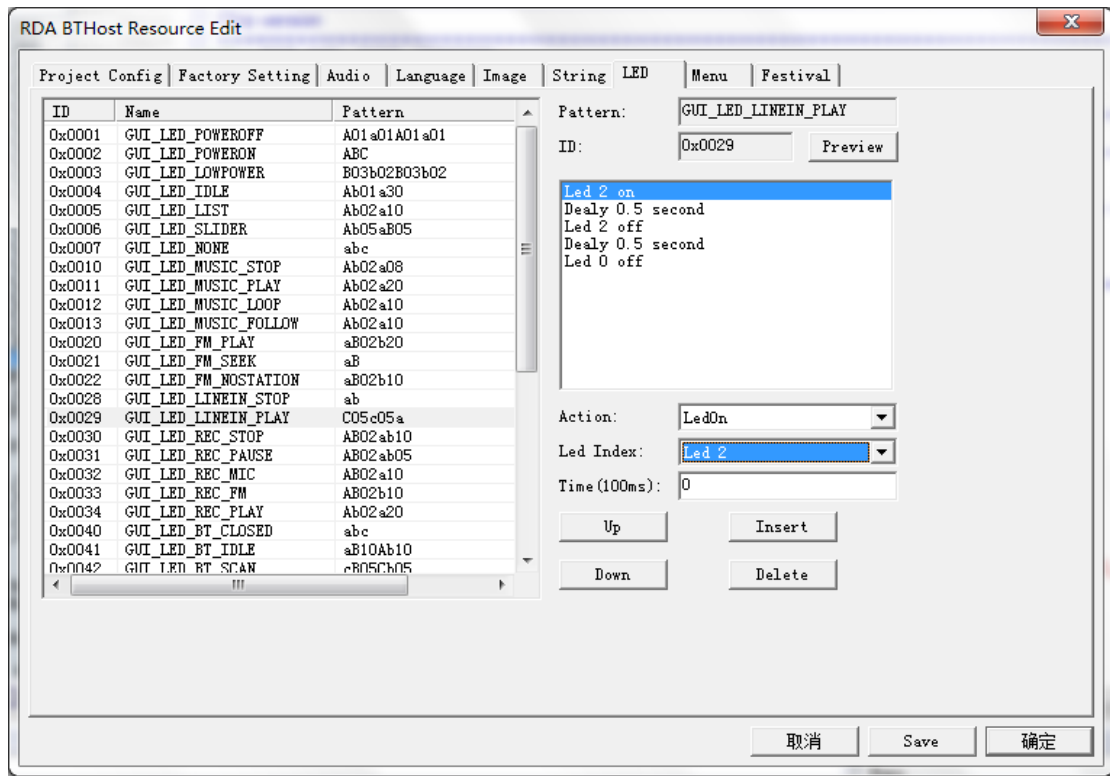 RDA BTHost Resource Edit
Project Config Factory Setting Audio Language Image String LED Menu Festival
ID Name Pattern
0x0001 GUI_LED_POWEROFF A01a01A01a01
0x0002 GUI_LED_POWERON ABC
0x0003 GUI_LED_LOWPOWER B03b02B03b02
0x0004 GUI_LED_IDLE Ab01a30
0x0005 GUI_LED_LIST Ab02a10
0x0006 GUI_LED_SLIDER Ab05aB05
0x0007 GUI_LED_NONE abc
0x0010 GUI_LED_MUSIC_STOP Ab02a08
0x0011 GUI_LED_MUSIC_PLAY Ab02a20
0x0012 GUI_LED_MUSIC_LOOP Ab02a10
0x0013 GUI_LED_MUSIC_FOLLOW Ab02a10
0x0020 GUI_LED_FM_PLAY aB02b20
0x0021 GUI_LED_FM_SEEK aB
0x0022 GUI_LED_FM_NOSTATION aB02b10
0x0028 GUI_LED_LINEIN_STOP ab
0x0029 GUI_LED_LINEIN_PLAY C05c05a
0x0030 GUI_LED_REC_STOP AB02ab10
0x0031 GUI_LED_REC_PAUSE AB02ab05
0x0032 GUI_LED_REC_MIC AB02a10
0x0033 GUI_LED_REC_FM AB02b10
0x0034 GUI_LED_REC_PLAY Ab02a20
0x0040 GUI_LED_BT_CLOSED abc
0x0041 GUI_LED_BT_IDLE aB10Ab10
0x0042 GUI_LED_BT_SCAN cB05Cb05
Pattern: GUI_LED_LINEIN_PLAY
ID: 0x0029 Preview
Led 2 on
Dealy 0.5 second
Led 2 off
Dealy 0.5 second
Led 0 off
Action: LedOn
Led Index: Led 2
Time(100ms): 0
Up Insert
Down Delete
取消 Save 确定